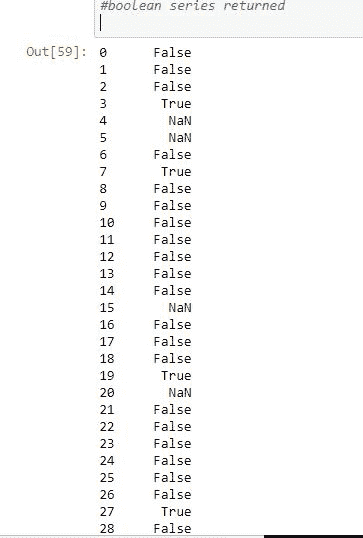 #boolean series returned
Out[59]: 0 False
1 False
2 False
3 True
4 NaN
5 NaN
6 False
7 True
8 False
9 False
10 False
11 False
12 False
13 False
14 False
15 NaN
16 False
17 False
18 False
19 True
20 NaN
21 False
22 False
23 False
24 False
25 False
26 False
27 True
28 False